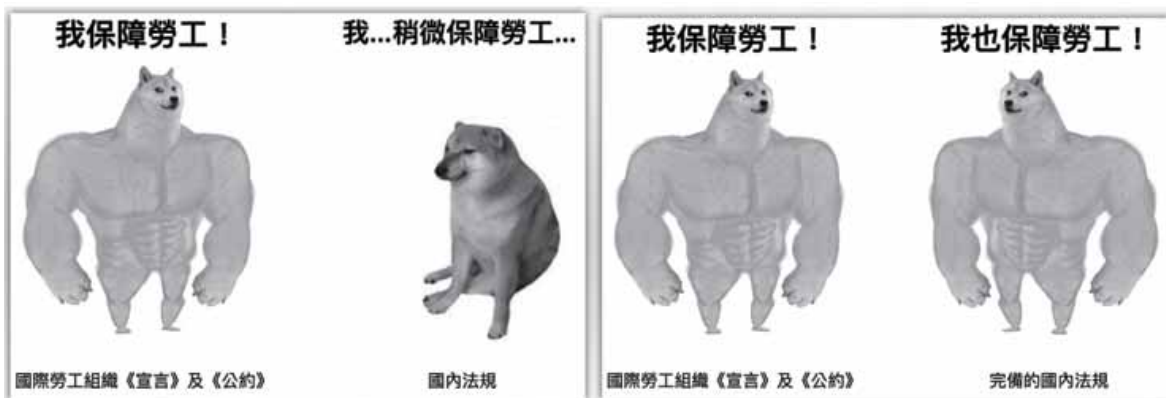 我保障勞工！
我...稍微保障勞工...
國際勞工組織《宣言》及《公約》
國內法規
我保障勞工！
我也保障勞工！
國際勞工組織《宣言》及《公約》
完備的國內法規